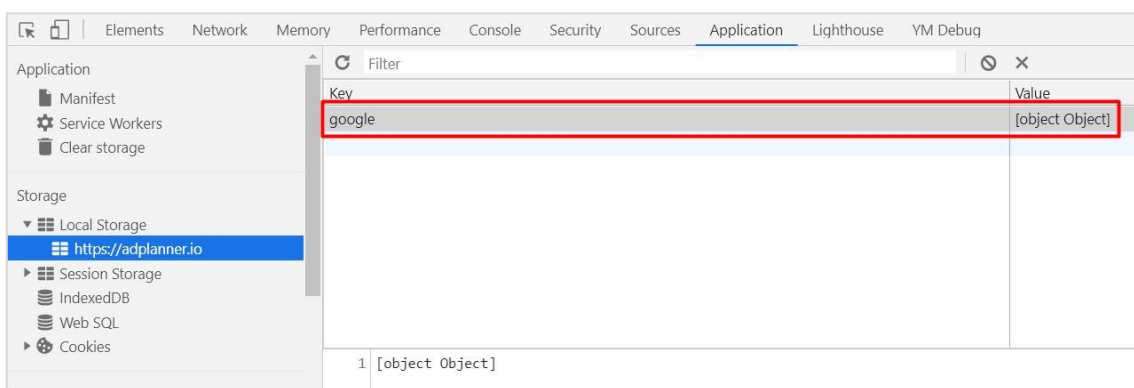 Elements Network Memory Performance Console Security Sources Application Lighthouse YM Debug
Application
Manifest
Service Workers
Clear storage
Storage
Local Storage
https://adplanner.io
Session Storage
IndexedDB
Web SQL
Cookies
Filter
Key Value
google [object Object]
1 [object Object]